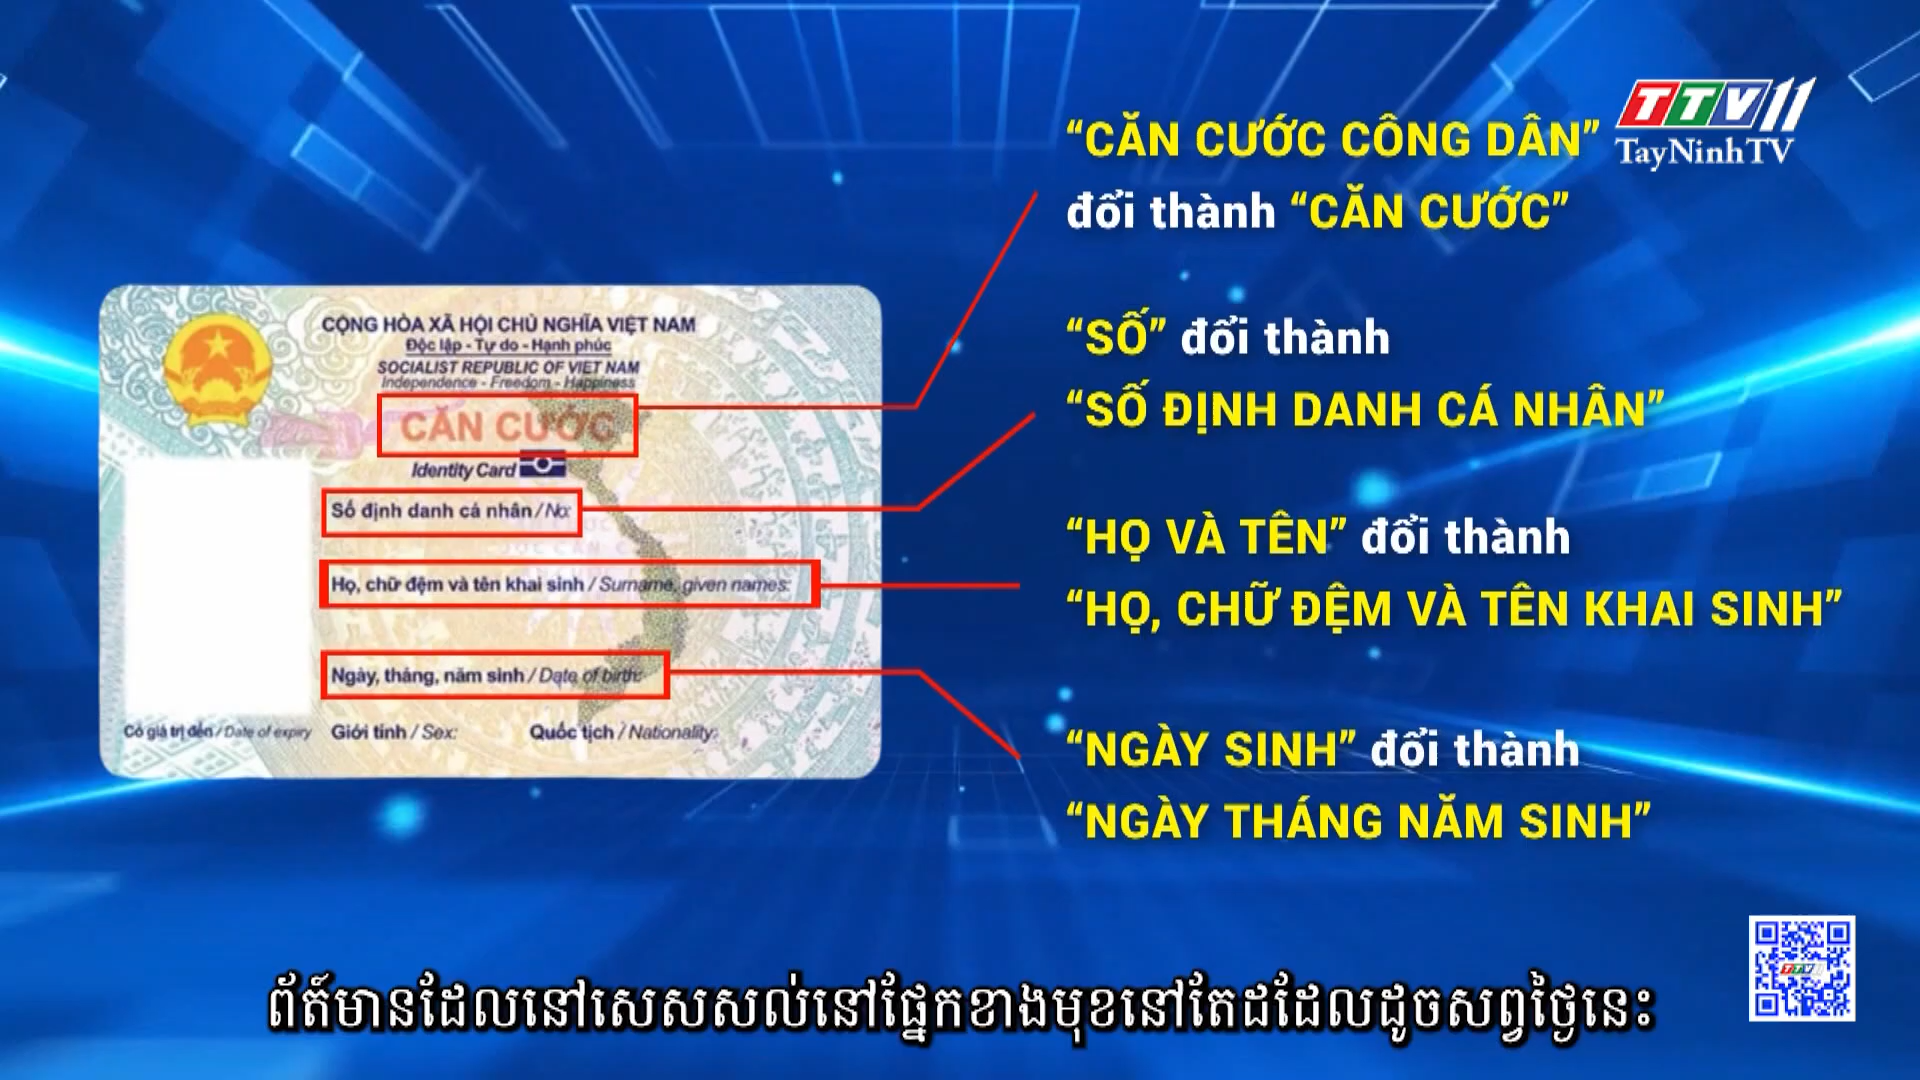 TTV11
TayNinhTV
“CĂN CƯỚC CÔNG DÂN”
đổi thành “CĂN CƯỚC”
“SỐ” đổi thành
“SỐ ĐỊNH DANH CÁ NHÂN”
“HỌ VÀ TÊN” đổi thành
“HỌ, CHỮ ĐỆM VÀ TÊN KHAI SINH”
“NGÀY SINH” đổi thành
“NGÀY THÁNG NĂM SINH”
CỘNG HÒA XÃ HỘI CHỦ NGHĨA VIỆT NAM
Độc lập - Tự do - Hạnh phúc
SOCIALIST REPUBLIC OF VIET NAM
Independence - Freedom - Happiness
CĂN CƯỚC
Identity Card
Số định danh cá nhân / No:
Họ, chữ đệm và tên khai sinh / Surname, given names:
Ngày, tháng, năm sinh / Date of birth:
Có giá trị đến / Date of expiry
Giới tính / Sex:
Quốc tịch / Nationality:
TTV11
ព័ត៌មានដែលនៅសេសសល់នៅផ្នែកខាងមុខនៅតែដដែលដូចសព្វថ្ងៃនេះ